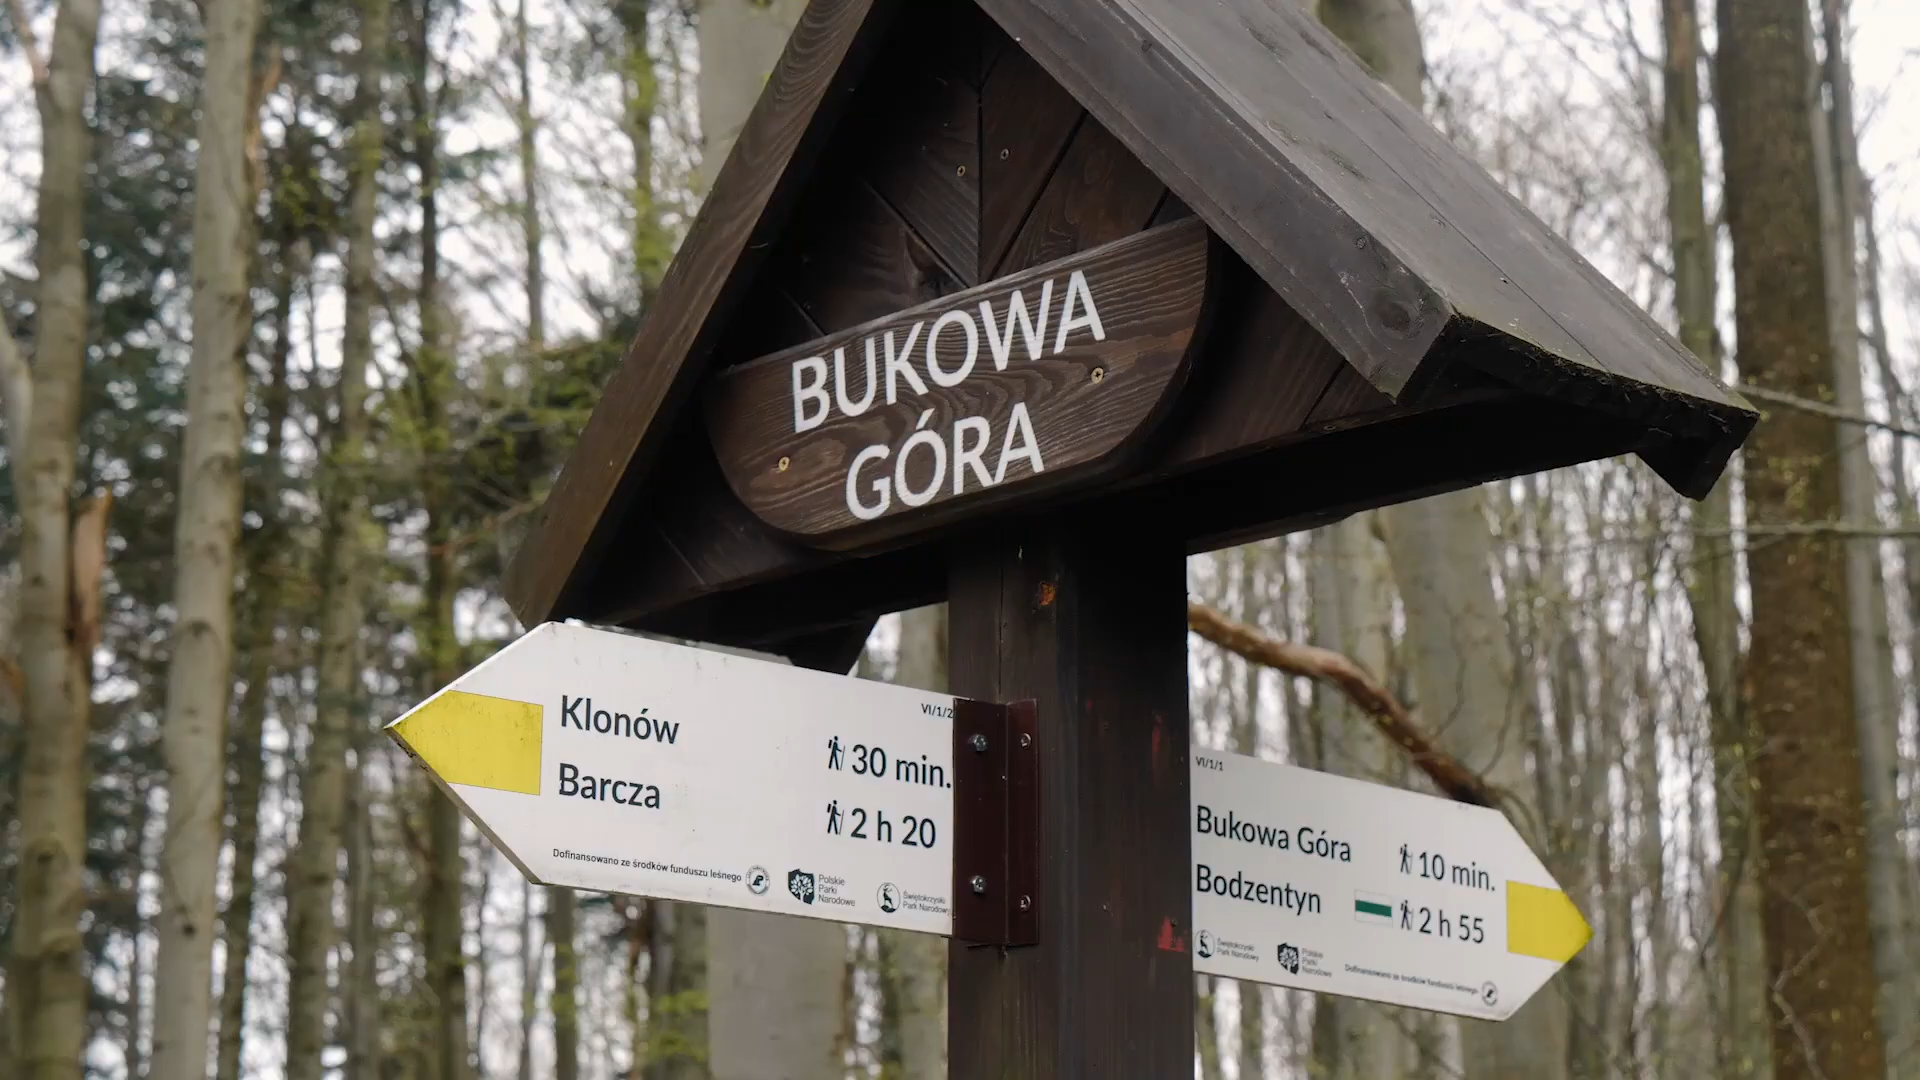 BUKOWA
GÓRA
VI/1/2
Klonów 30 min.
Barcza 2 h 20
Dofinansowano ze środków funduszu leśnego
Polskie
Parki
Narodowe
Świętokrzyski
Park Narodowy
VI/1/1
Bukowa Góra 10 min.
Bodzentyn 2 h 55
Świętokrzyski
Park Narodowy
Polskie
Parki
Narodowe
Dofinansowano ze środków funduszu leśnego